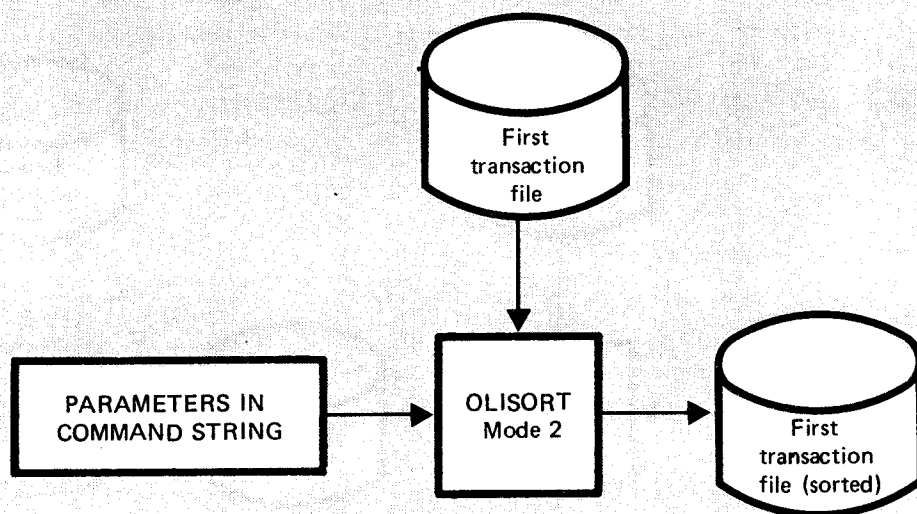 First
transaction
file
PARAMETERS IN
COMMAND STRING
OLISORT
Mode 2
First
transaction
file (sorted)